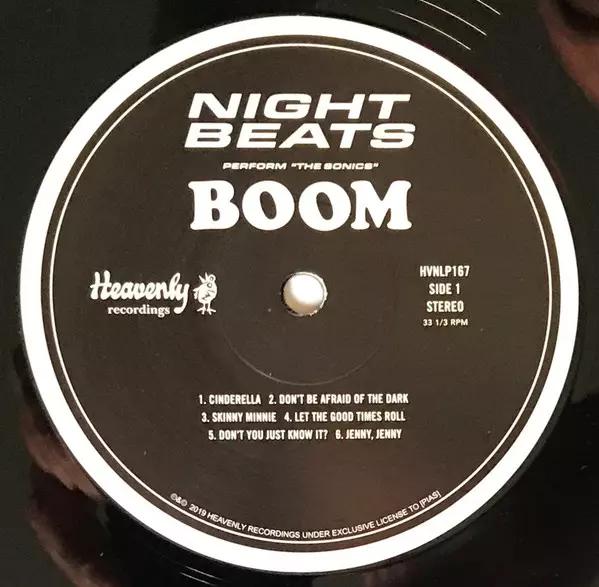 NIGHT
BEATS
PERFORM "THE SONICS"
BOOM
Heavenly
recordings
HVNLP167
SIDE 1
STEREO
33 1/3 RPM
1. CINDERELLA 2. DON'T BE AFRAID OF THE DARK
3. SKINNY MINNIE 4. LET THE GOOD TIMES ROLL
5. DON'T YOU JUST KNOW IT? 6. JENNY, JENNY
℗&© 2019 HEAVENLY RECORDINGS UNDER EXCLUSIVE LICENSE TO [PIAS]